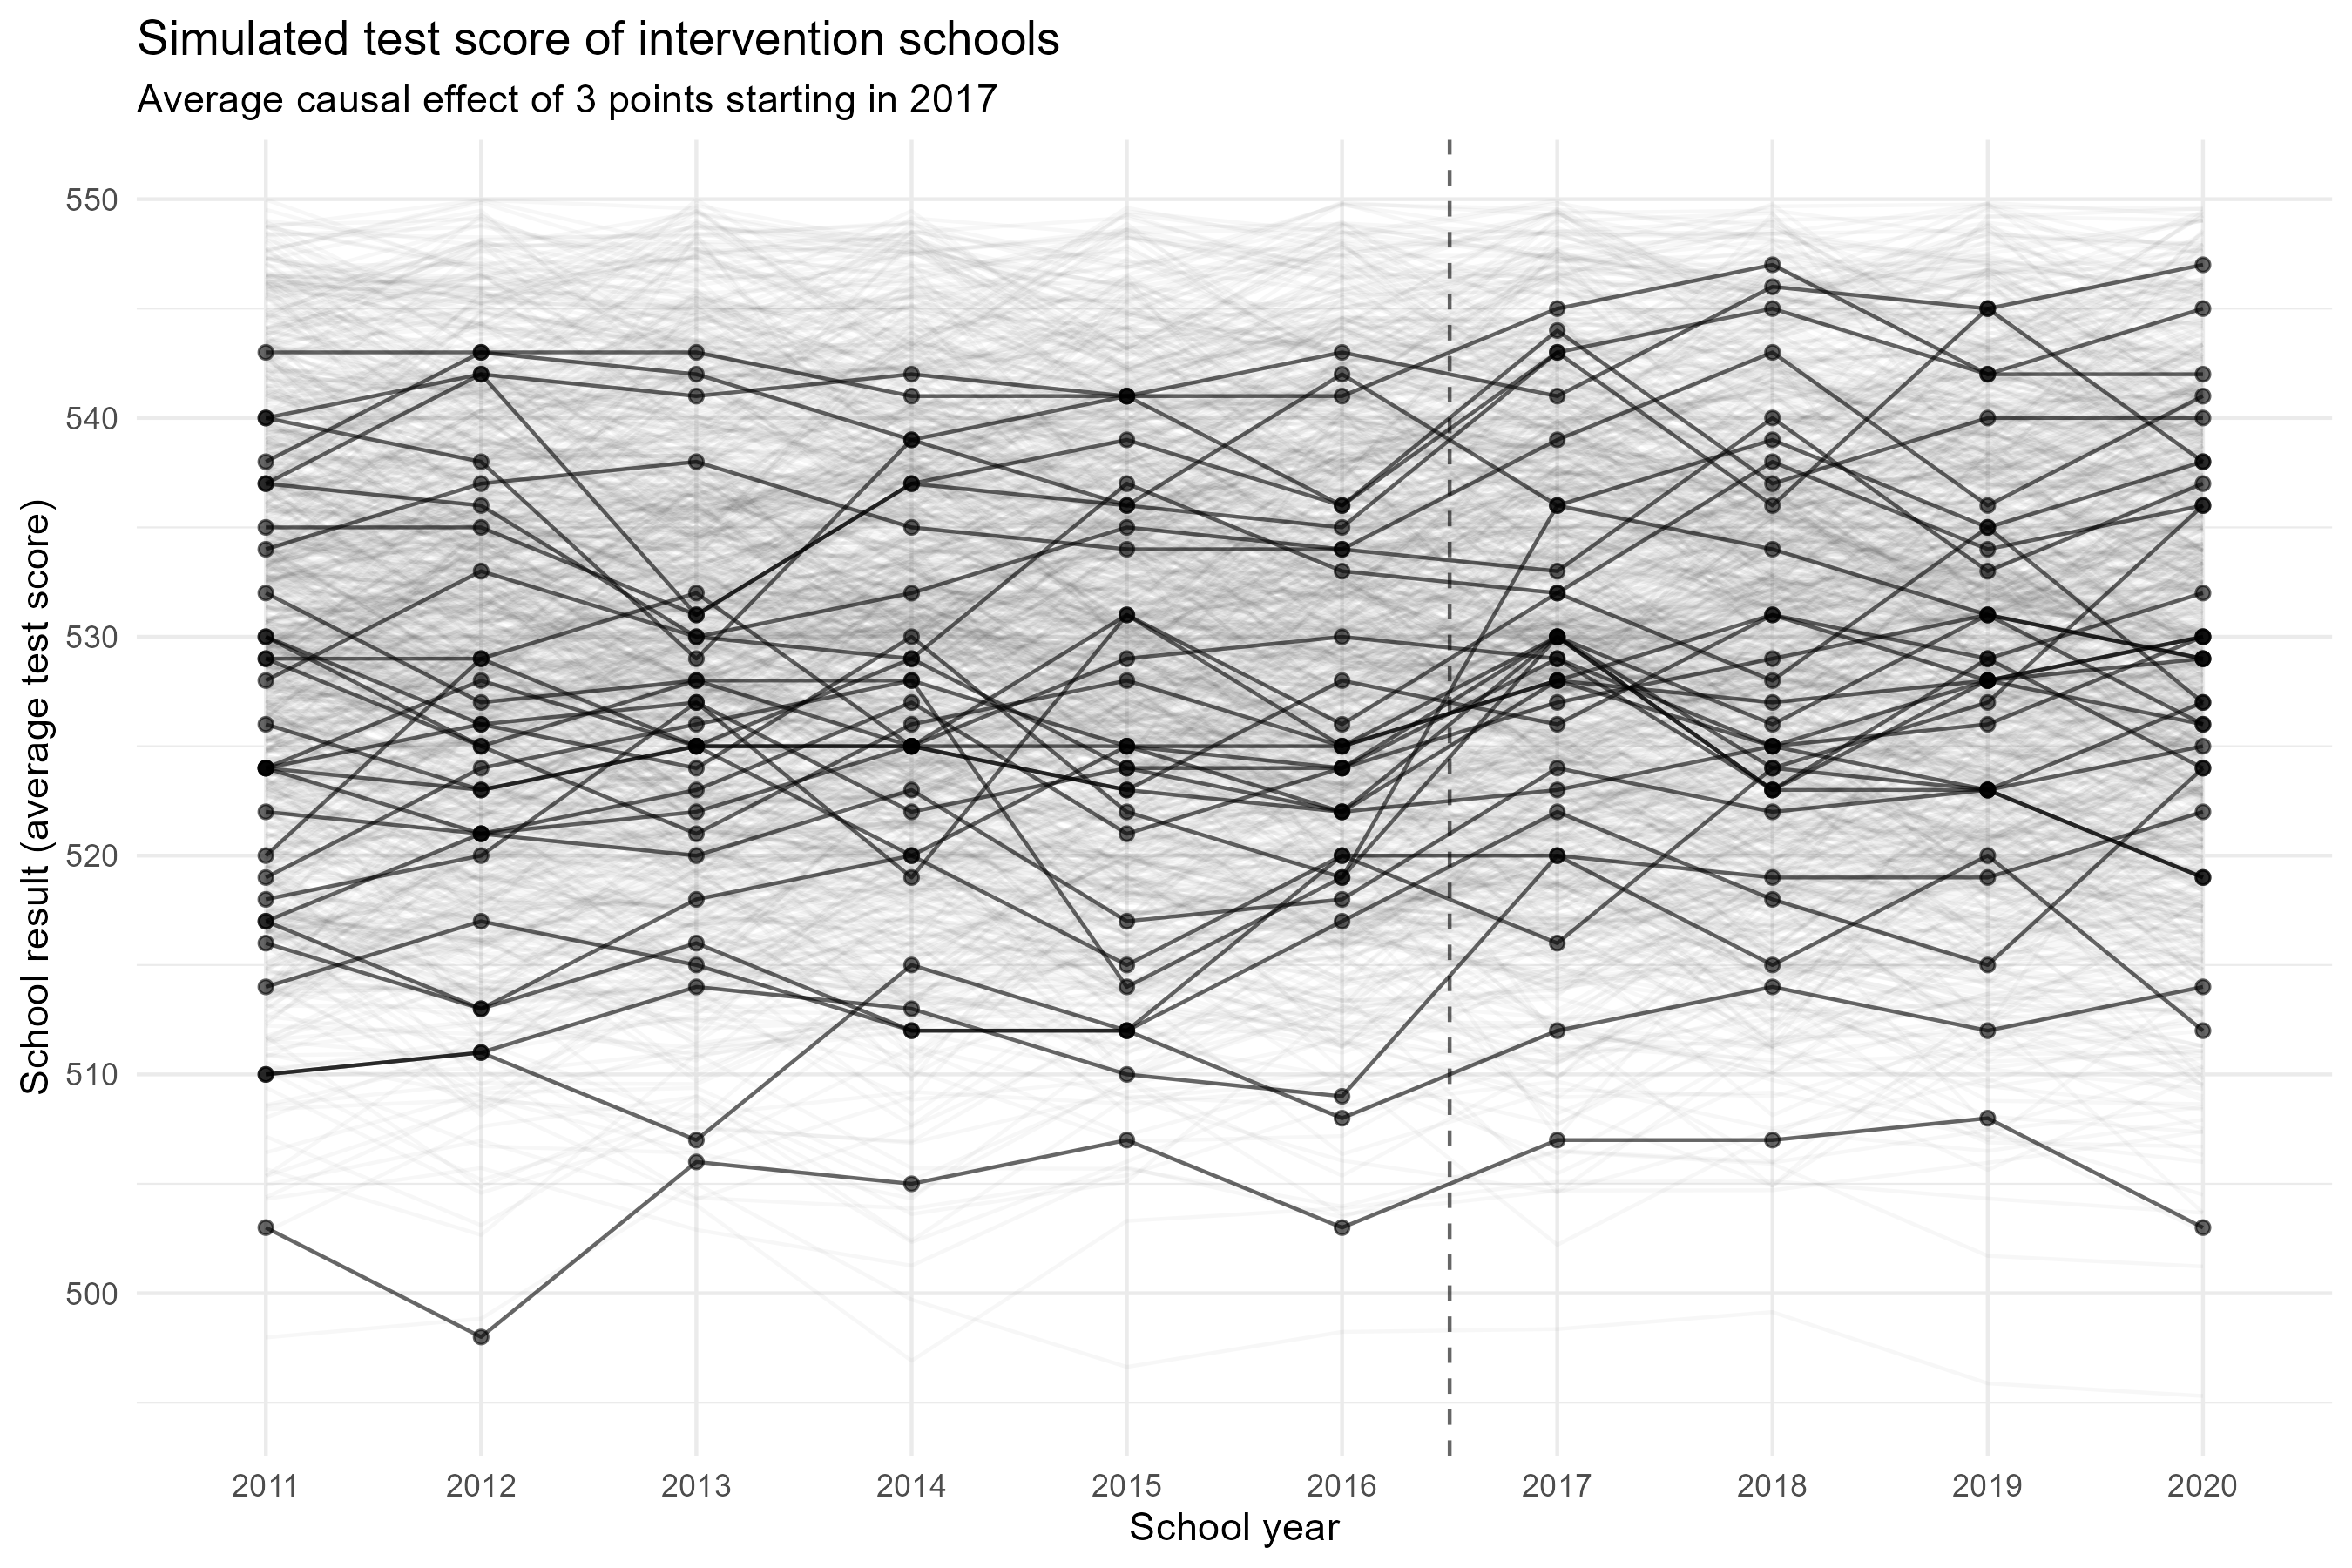 Simulated test score of intervention schools
Average causal effect of 3 points starting in 2017
School result (average test score)
550
540
530
520
510
500
2011 2012 2013 2014 2015 2016 2017 2018 2019 2020
School year